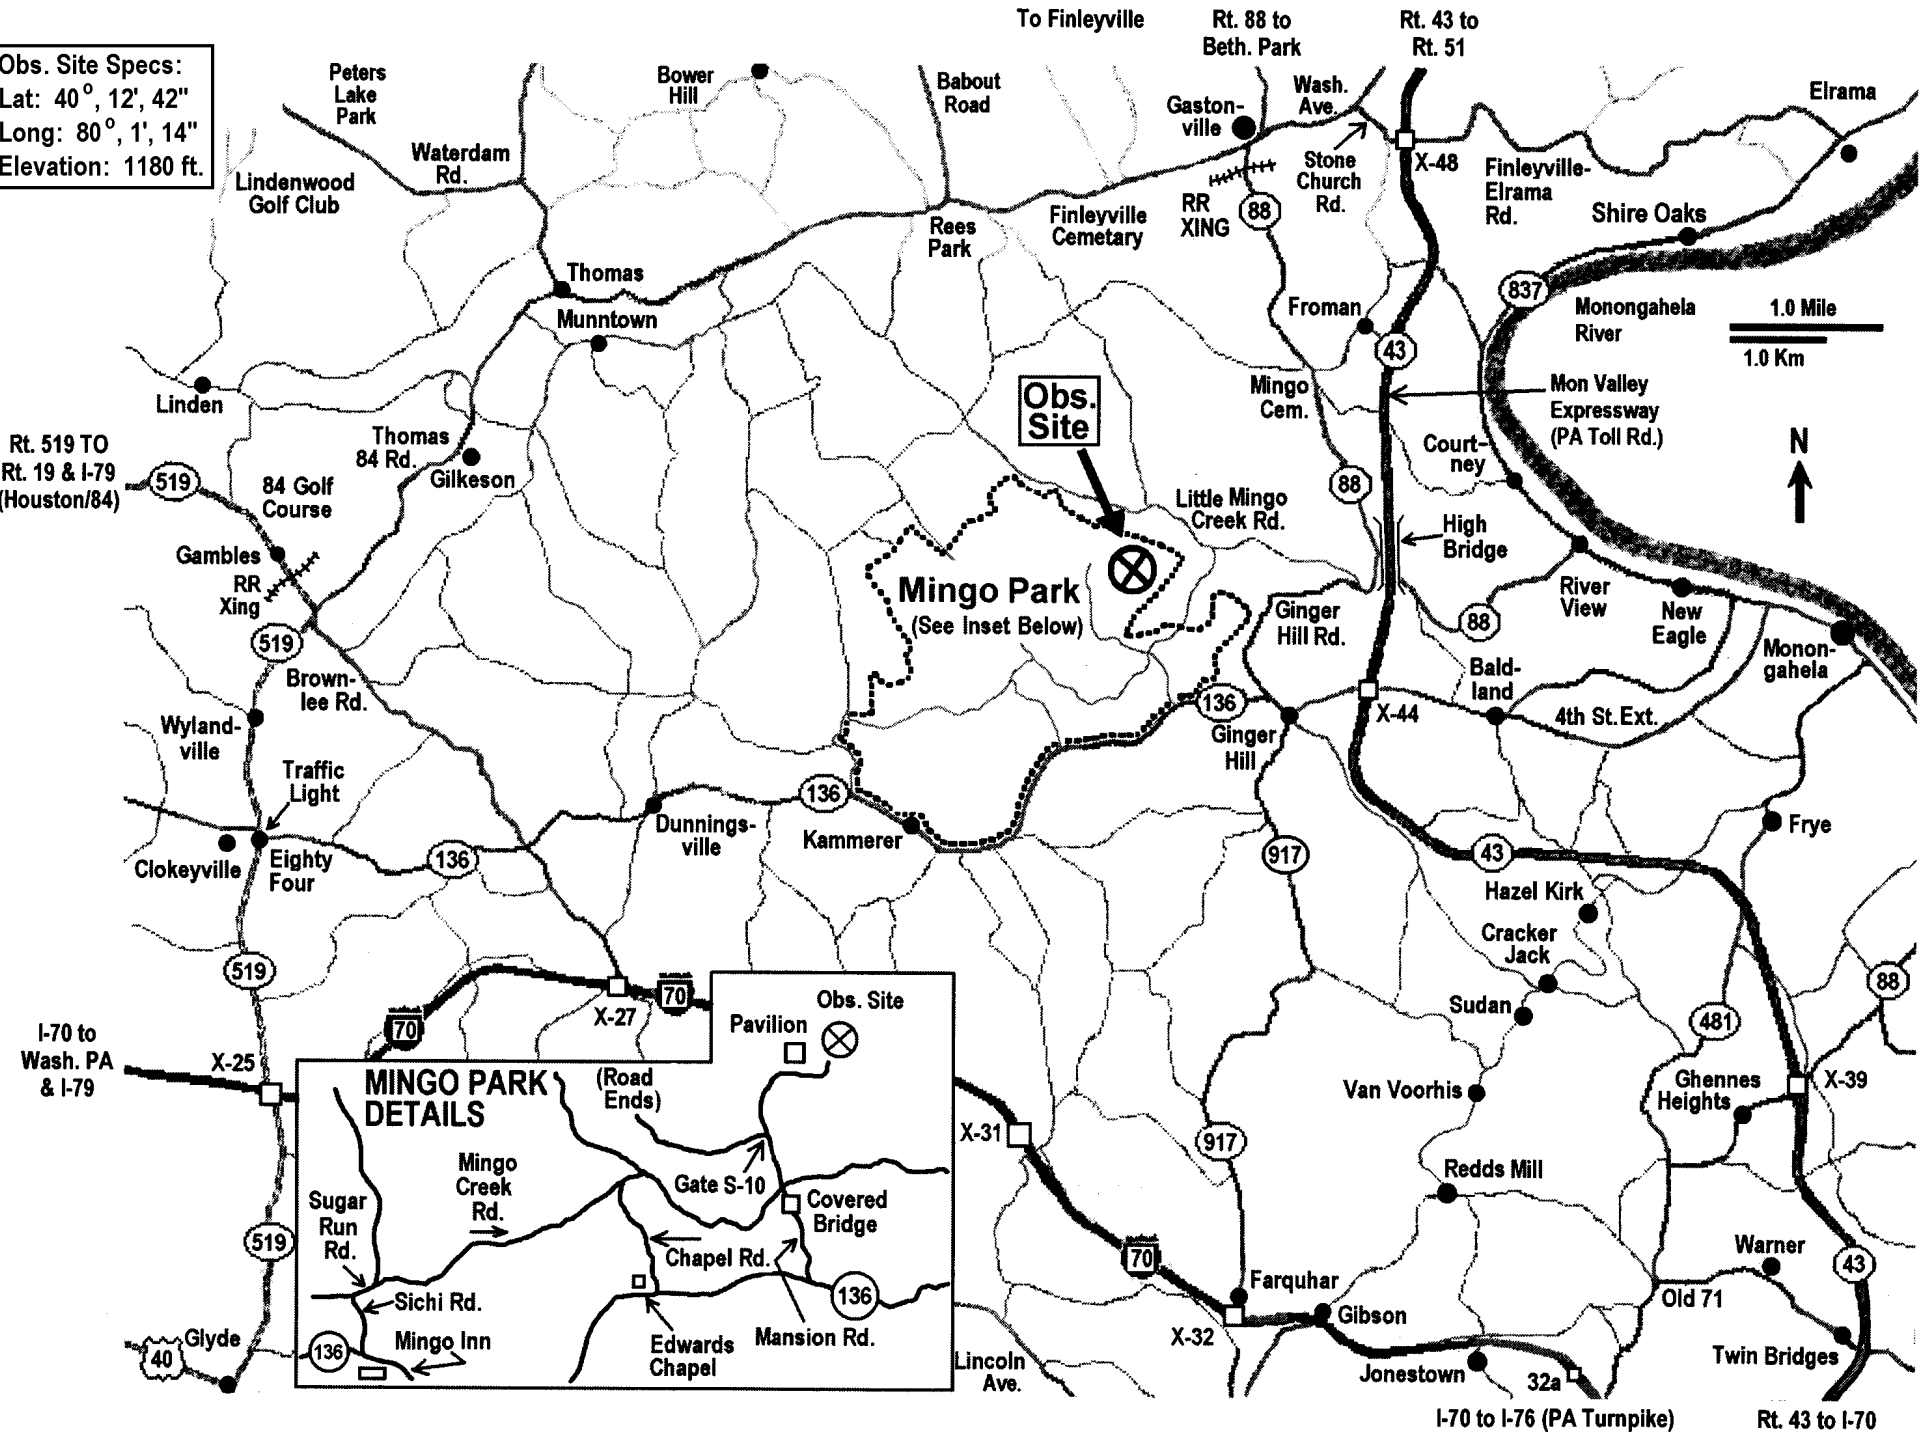 To Finleyville
Rt. 88 to
Beth. Park
Rt. 43 to
Rt. 51
Obs. Site Specs:
Lat: 40°, 12', 42"
Long: 80°, 1', 14"
Elevation: 1180 ft.
Peters
Lake
Park
Bower
Hill
Babout
Road
Wash.
Ave.
Gaston-
ville
Elrama
Waterdam
Rd.
Lindenwood
Golf Club
Stone
Church
Rd.
X-48
Finleyville-
Elrama
Rd.
RR
XING
88
Shire Oaks
Rees
Park
Finleyville
Cemetary
Thomas
Munntown
837
Monongahela
River
1.0 Mile
1.0 Km
Froman
43
Linden
Mingo
Cem.
Mon Valley
Expressway
(PA Toll Rd.)
Obs.
Site
Thomas
84 Rd.
Gilkeson
Court-
ney
N
Rt. 519 TO
Rt. 19 & I-79
(Houston/84)
519
84 Golf
Course
88
Little Mingo
Creek Rd.
High
Bridge
Gambles
RR
Xing
519
Mingo Park
(See Inset Below)
Ginger
Hill Rd.
88
River
View
New
Eagle
Monon-
gahela
Brown-
lee Rd.
Bald-
land
136
X-44
4th St.Ext.
Wyland-
ville
Ginger
Hill
Traffic
Light
136
Dunnings-
ville
Kammerer
Frye
Clokeyville
Eighty
Four
136
917
43
Hazel Kirk
Cracker
Jack
519
88
Sudan
481
70
X-27
70
I-70 to
Wash. PA
& I-79
X-25
Obs. Site
Pavilion
MINGO PARK
DETAILS
(Road
Ends)
X-31
Van Voorhis
Ghennes
Heights
X-39
917
Redds Mill
Mingo
Creek
Rd.
Gate S-10
Sugar
Run
Rd.
Covered
Bridge
519
Chapel Rd.
70
Warner
43
Sichi Rd.
136
Farquhar
Gibson
Old 71
Mingo Inn
136
Edwards
Chapel
Mansion Rd.
X-32
Glyde
40
Lincoln
Ave.
Jonestown
32a
Twin Bridges
I-70 to I-76 (PA Turnpike)
Rt. 43 to I-70